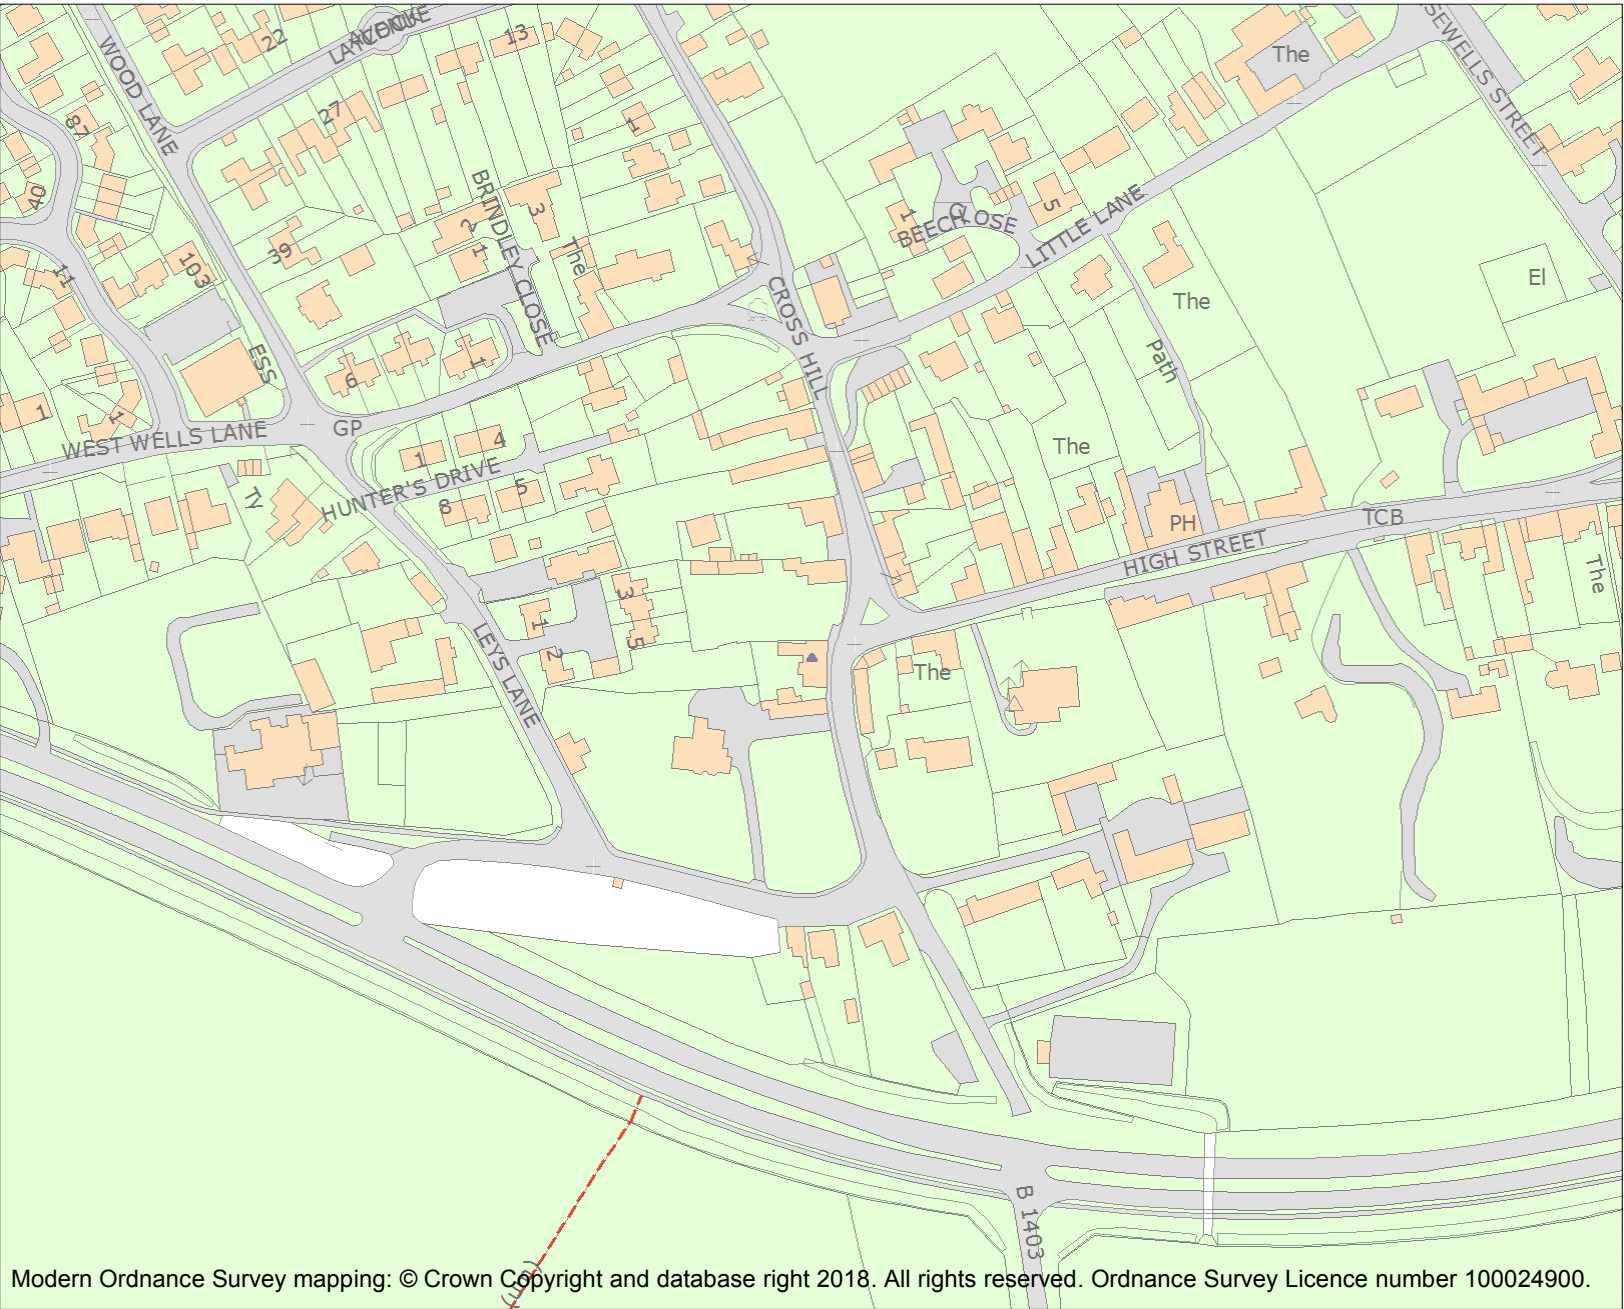 WOOD LANE
22
LAYCOCK
AVENUE
13
The
SEWELLS STREET
87
27
1
40
BRINDLEY CLOSE
3
2
1
1
BEECH
CLOSE
5
LITTLE LANE
39
The
103
11
El
The
CROSS HILL
ESS
6
1
Path
1
1
WEST WELLS LANE
GP
1
4
The
TV
HUNTER'S DRIVE
8
5
PH
TCB
HIGH STREET
The
3
1
2
5
LEYS LANE
The
B 1403
Modern Ordnance Survey mapping: © Crown Copyright and database right 2018. All rights reserved. Ordnance Survey Licence number 100024900.